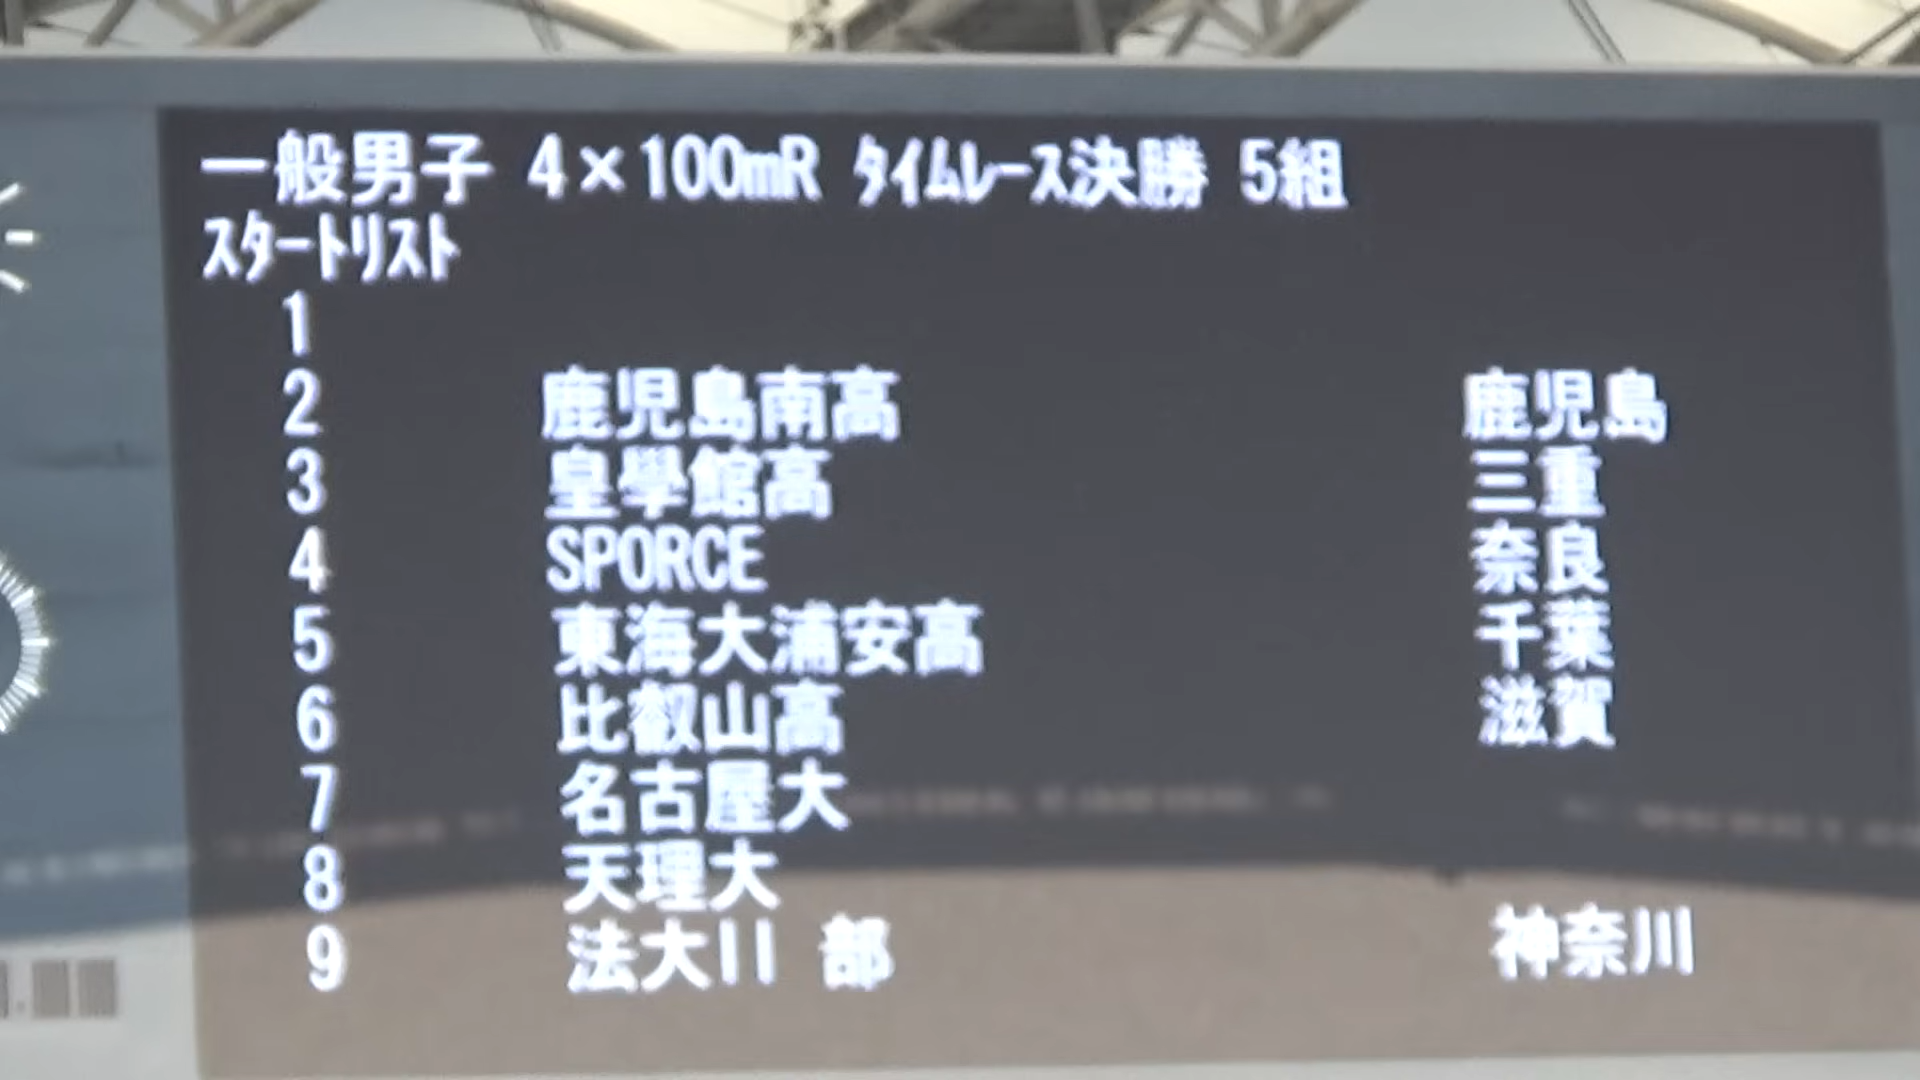 一般男子 4×100mR ﾀｲﾑﾚｰｽ決勝 5組
ｽﾀｰﾄﾘｽﾄ
1
2 鹿児島南高 鹿児島
3 皇學館高 三重
4 SPORCE 奈良
5 東海大浦安高 千葉
6 比叡山高 滋賀
7 名古屋大
8 天理大
9 法大II 部 神奈川